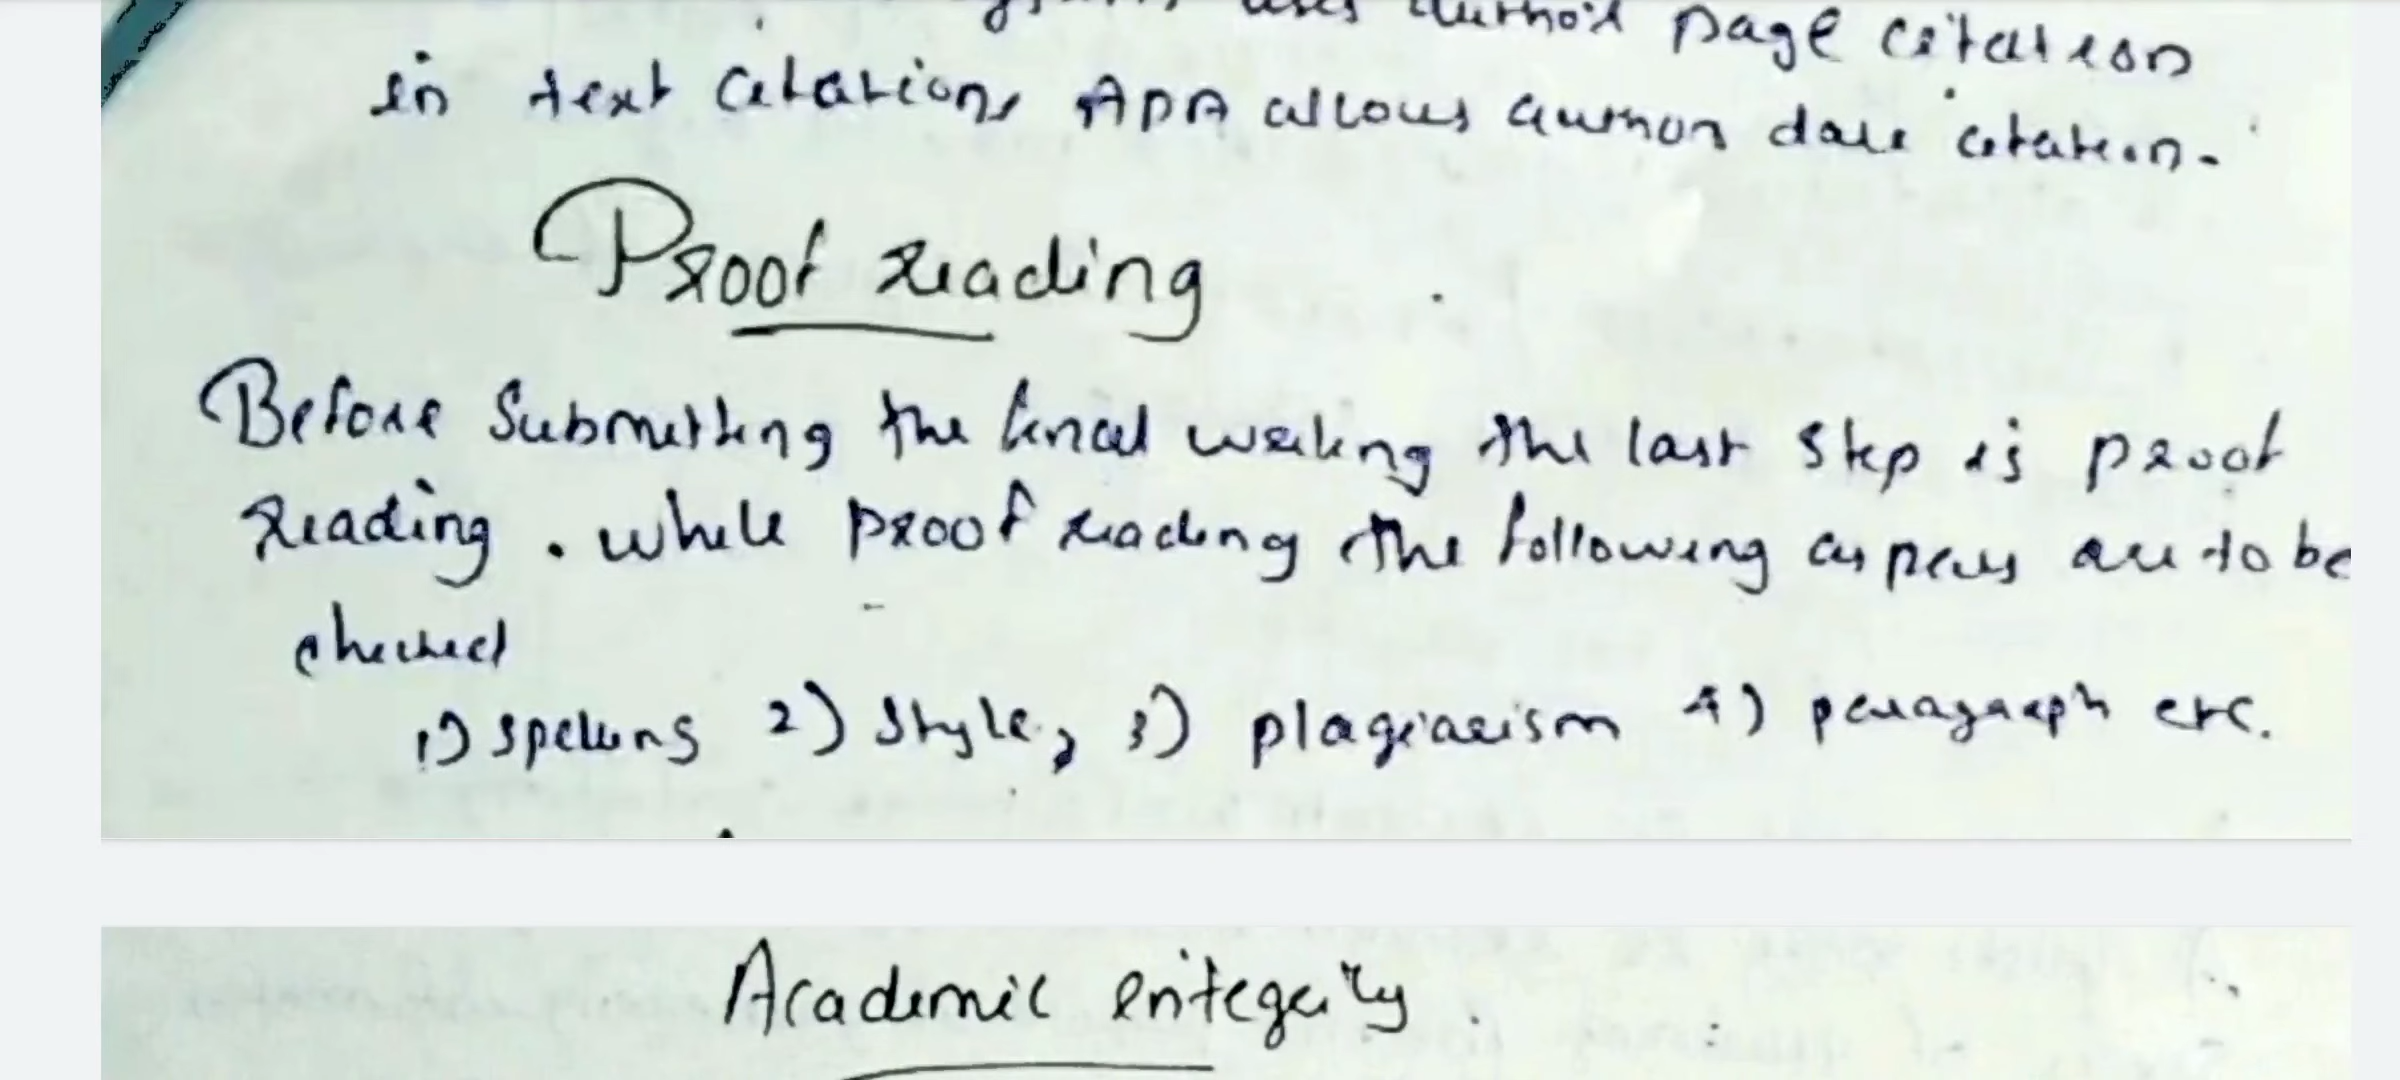 uses author page citation
in text citation, APA allows author date citation.
Proof reading
Before Submitting the final writing the last step is proof
reading. while proof reading the following aspects are to be
checked
1) spellings 2) Style, 3) plagiarism 4) paragraph etc.
Academic integrity.